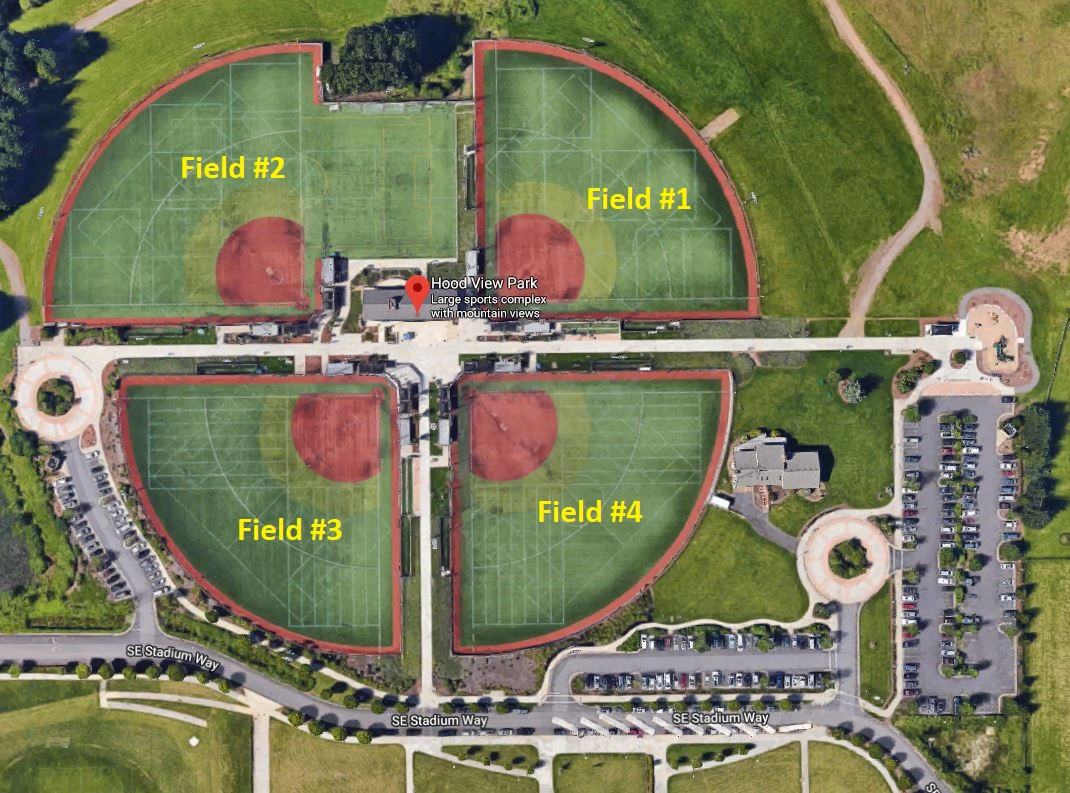 Field #2
Field #1
Hood View Park
Large sports complex
with mountain views
Field #3
Field #4
SE Stadium Way
SE Stadium Way
SE Stadium Way